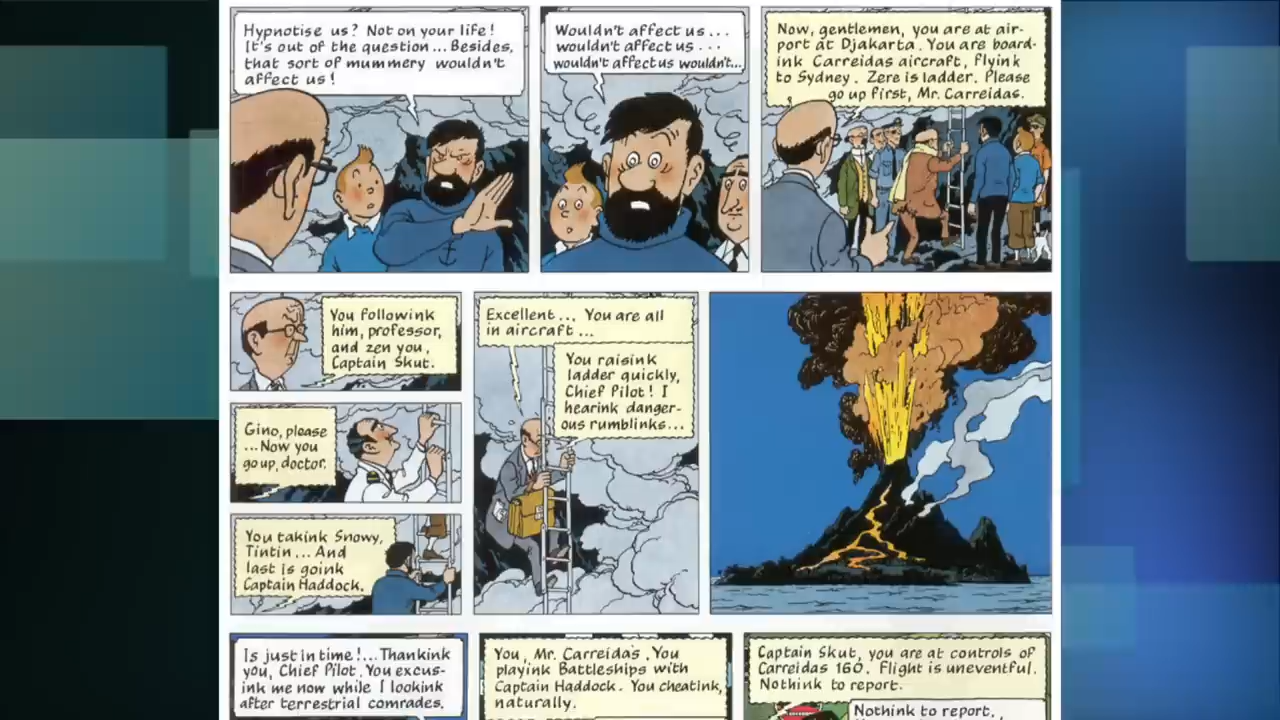 Hypnotise us? Not on your life!
It's out of the question... Besides,
that sort of mummery wouldn't
affect us!
Wouldn't affect us...
wouldn't affect us...
wouldn't affect us wouldn't...
Now, gentlemen, you are at air-
port at Djakarta. You are board-
ink Carreidas aircraft, flyink
to Sydney. Zere is ladder. Please
go up first, Mr. Carreidas.
You followink
him, professor,
and zen you,
Captain Skut.
Gino, please
...Now you
go up, doctor.
You takink Snowy,
Tintin... And
last is goink
Captain Haddock.
Excellent... You are all
in aircraft...
You raisink
ladder quickly,
Chief Pilot! I
hearink danger-
ous rumblinks...
Is just in time!... Thankink
you, Chief Pilot. You excus-
ink me now while I lookink
after terrestrial comrades.
You, Mr. Carreidas. You
playink Battleships with
Captain Haddock. You cheatink,
naturally.
Captain Skut, you are at controls of
Carreidas 160. Flight is uneventful.
Nothink to report.
Nothink to report,